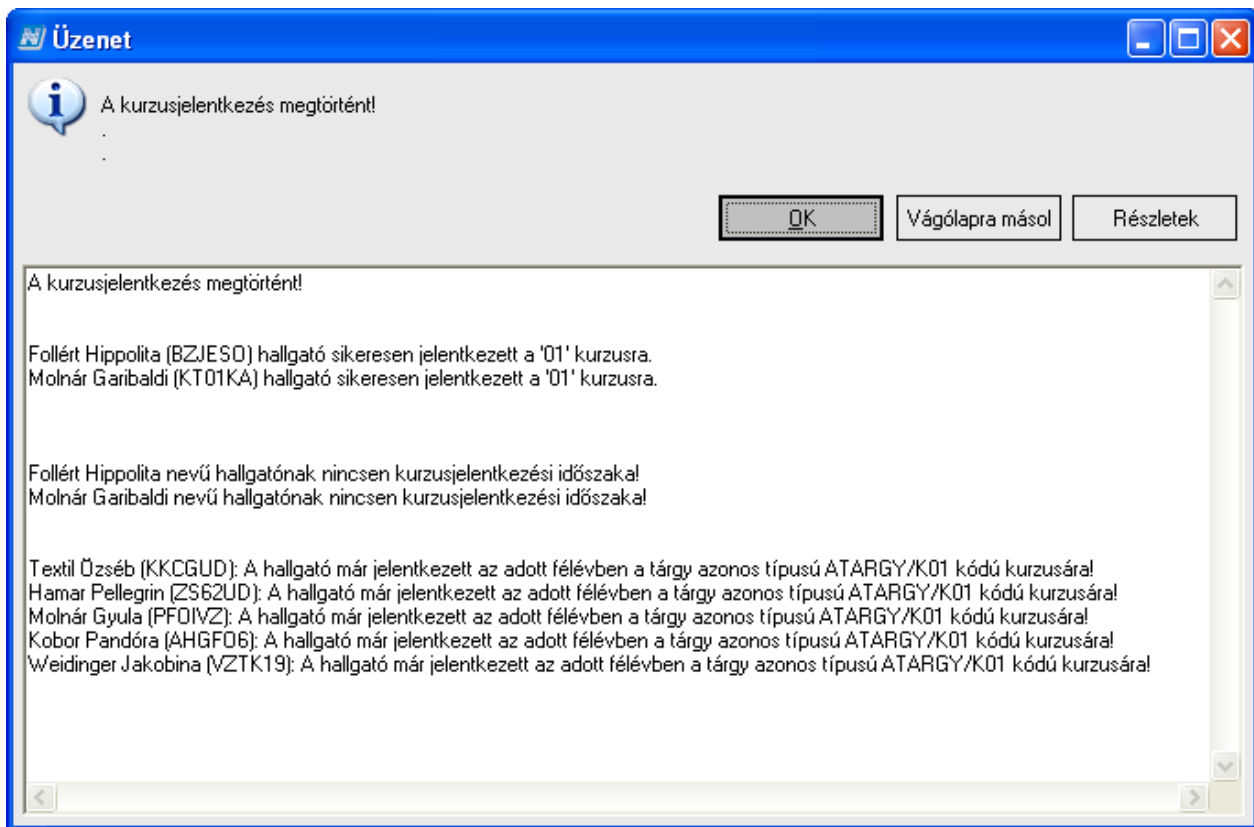 Üzenet
A kurzusjelentkezés megtörtént!
.
.
OK
Vágólapra másol
Részletek
A kurzusjelentkezés megtörtént!
Follért Hippolita (BZJESO) hallgató sikeresen jelentkezett a '01' kurzusra.
Molnár Garibaldi (KT01KA) hallgató sikeresen jelentkezett a '01' kurzusra.
Follért Hippolita nevű hallgatónak nincsen kurzusjelentkezési időszaka!
Molnár Garibaldi nevű hallgatónak nincsen kurzusjelentkezési időszaka!
Textil Özséb (KKCGUD): A hallgató már jelentkezett az adott félévben a tárgy azonos típusú ATARGY/K01 kódú kurzusára!
Hamar Pellegrin (ZS62UD): A hallgató már jelentkezett az adott félévben a tárgy azonos típusú ATARGY/K01 kódú kurzusára!
Molnár Gyula (PFOIVZ): A hallgató már jelentkezett az adott félévben a tárgy azonos típusú ATARGY/K01 kódú kurzusára!
Kobor Pandóra (AHGFO6): A hallgató már jelentkezett az adott félévben a tárgy azonos típusú ATARGY/K01 kódú kurzusára!
Weidinger Jakobina (VZTK19): A hallgató már jelentkezett az adott félévben a tárgy azonos típusú ATARGY/K01 kódú kurzusára!